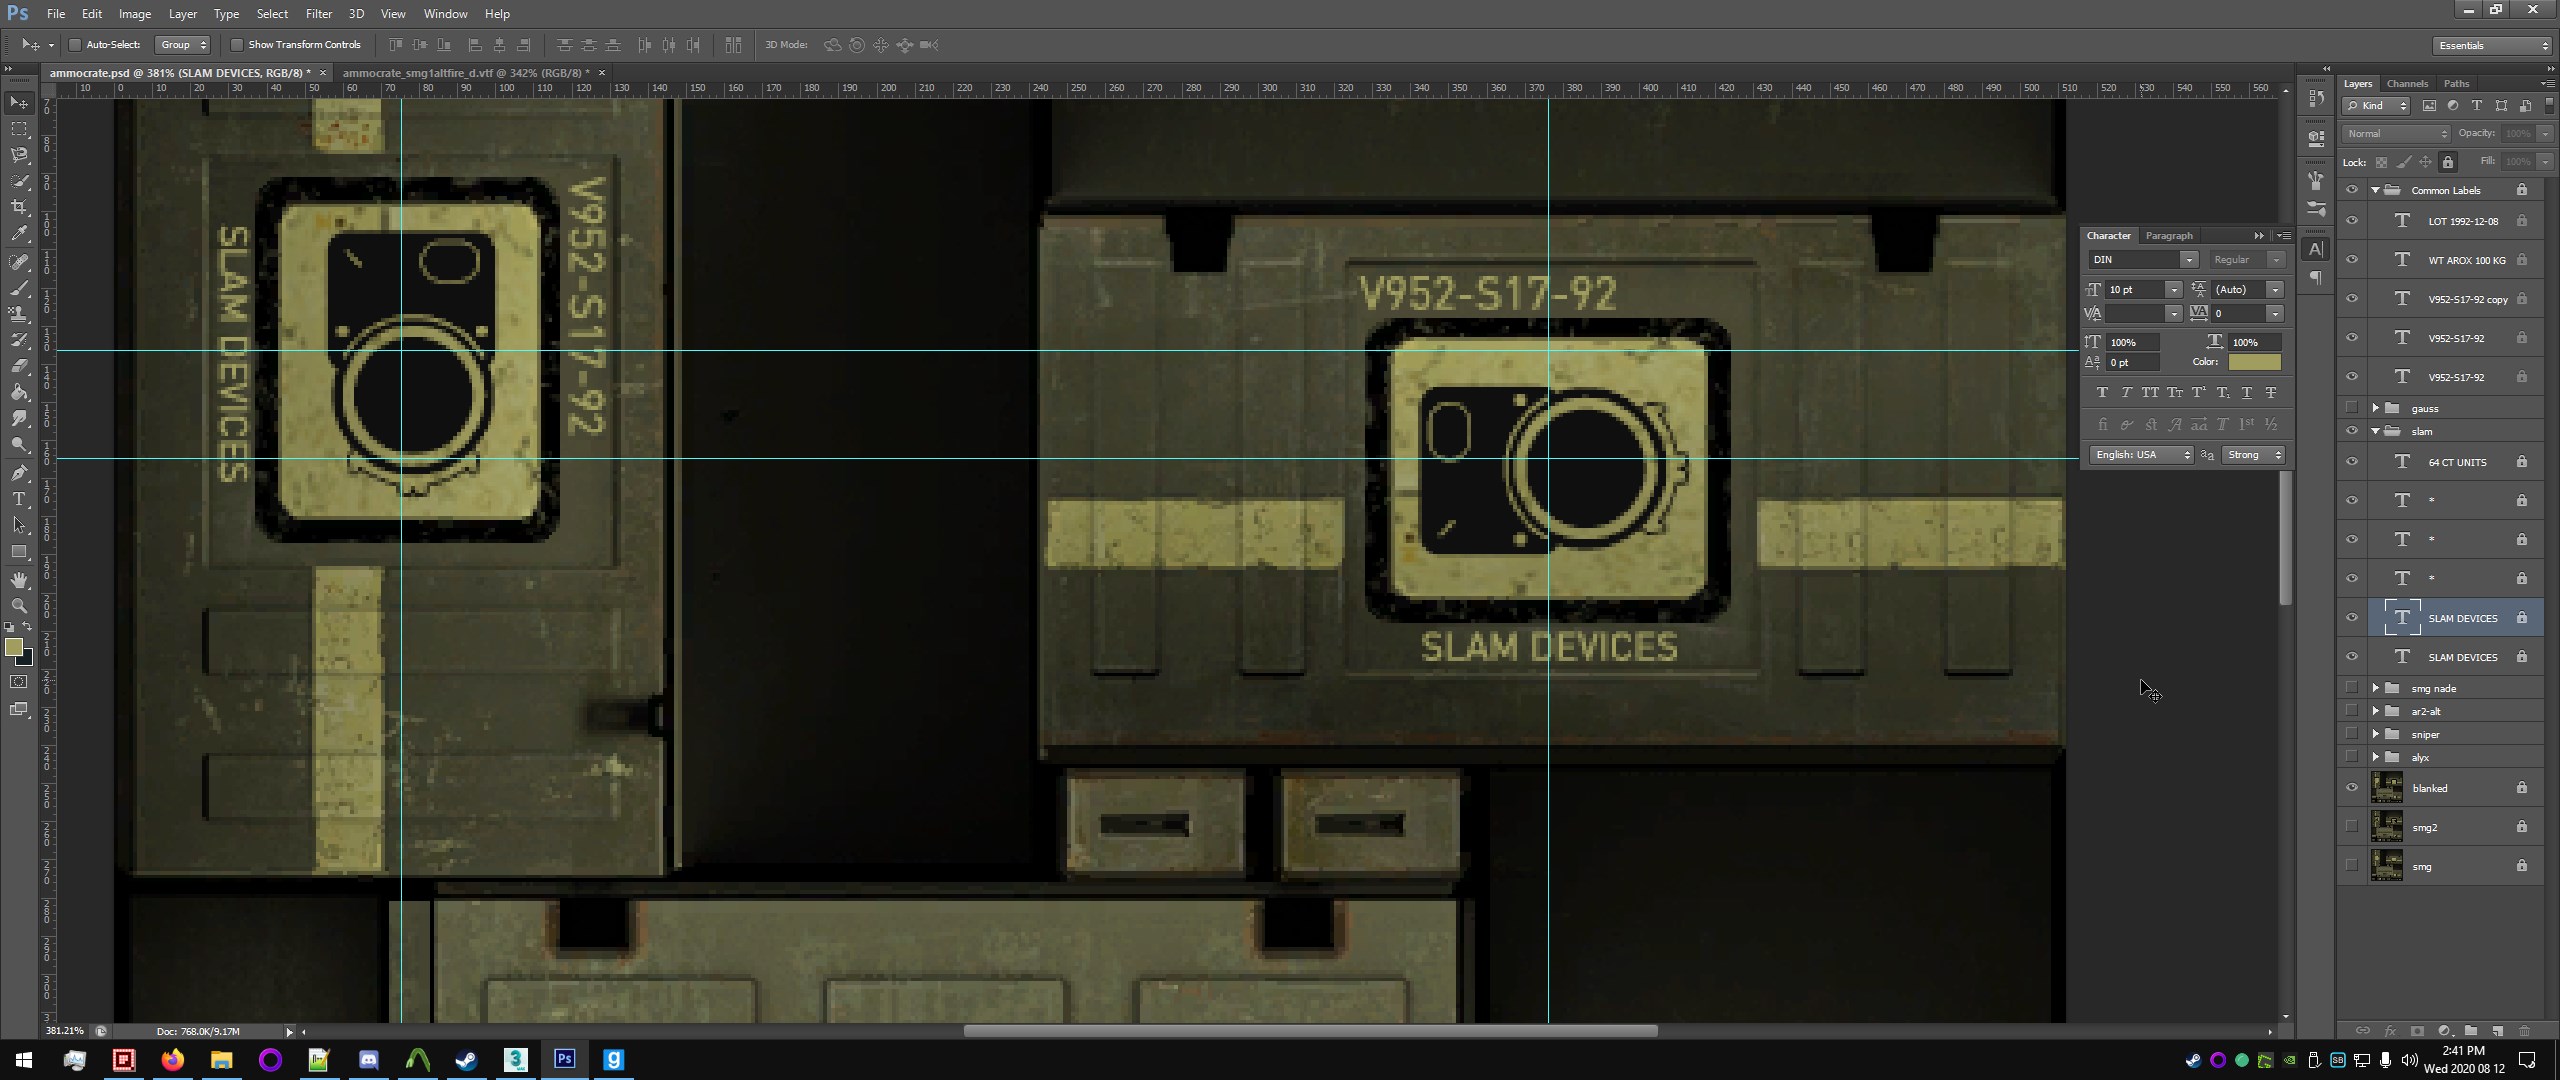 Ps File Edit Image Layer Type Select Filter 3D View Window Help
Auto-Select: Group Show Transform Controls 3D Mode: Essentials
ammocrate.psd @ 381% (SLAM DEVICES, RGB/8) * × ammocrate_smg1altfire_d.vtf @ 342% (RGB/8) * ×
10 0 10 20 30 40 50 60 70 80 90 100 110 120 130 140 150 160 170 180 190 200 210 220 230 240 250 260 270 280 290 300 310 320 330 340 350 360 370 380 390 400 410 420 430 440 450 460 470 480 490 500 510 520 530 540 550 560
V952-S17-92
SLAM DEVICES
V952-S17-92
SLAM DEVICES
Character Paragraph
DIN Regular
10 pt (Auto)
0
100% 100%
0 pt Color:
English: USA Strong
Layers Channels Paths
Kind
Normal Opacity: 100%
Lock: Fill: 100%
Common Labels
LOT 1992-12-08
WT AROX 100 KG
V952-S17-92 copy
V952-S17-92
V952-S17-92
gauss
slam
64 CT UNITS
*
*
*
SLAM DEVICES
SLAM DEVICES
smg nade
ar2-alt
sniper
alyx
blanked
smg2
smg
381.21% Doc: 768.0K/9.17M
2:41 PM
Wed 2020 08 12